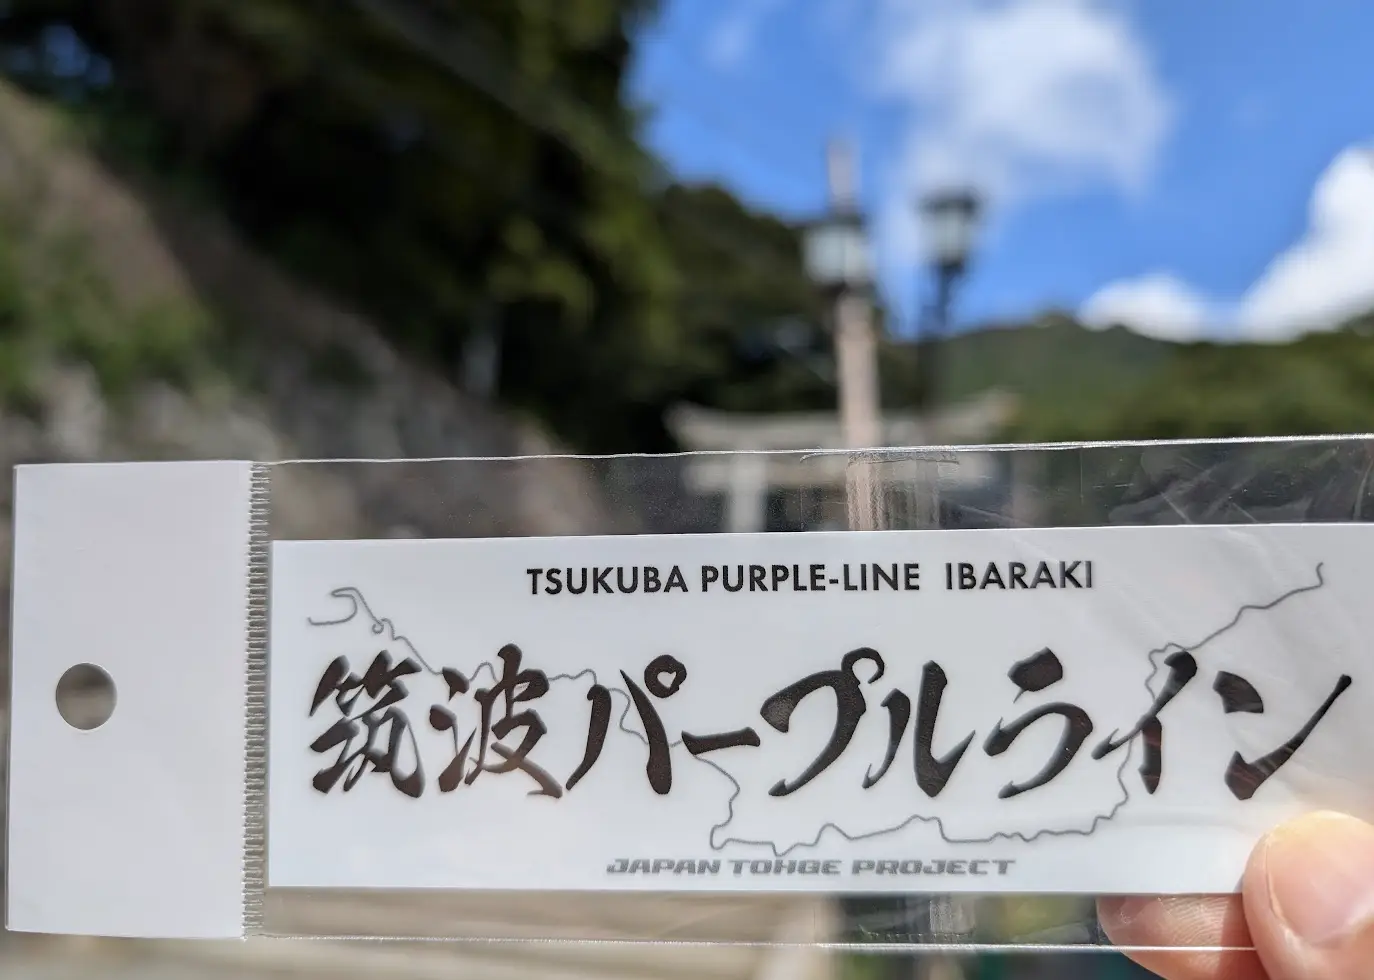 TSUKUBA PURPLE-LINE IBARAKI
筑波パープルライン
JAPAN TOHGE PROJECT